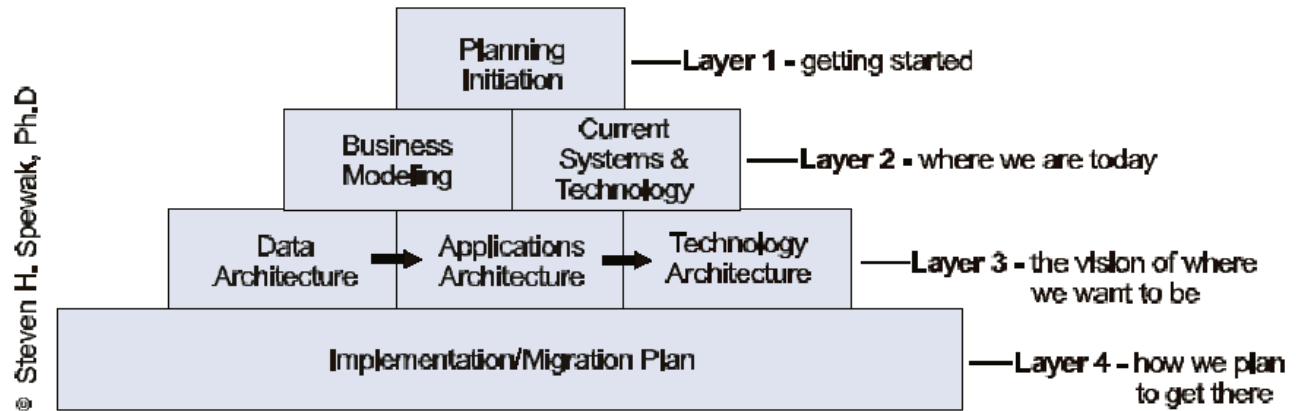 Planning
Initiation
Layer 1 - getting started
Business
Modeling
Current
Systems &
Technology
Layer 2 - where we are today
Data
Architecture
Applications
Architecture
Technology
Architecture
Layer 3 - the vision of where
we want to be
Implementation/Migration Plan
Layer 4 - how we plan
to get there
© Steven H. Spewak, Ph.D